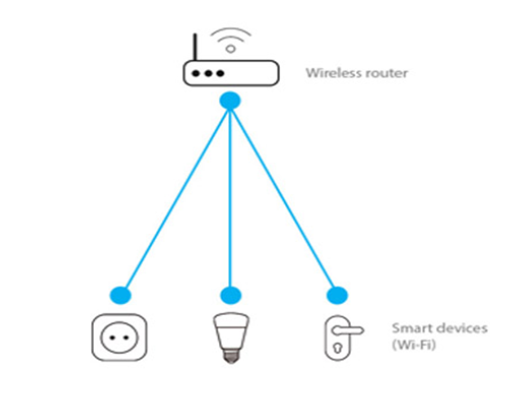 Wireless router
Smart devices
(Wi-Fi)